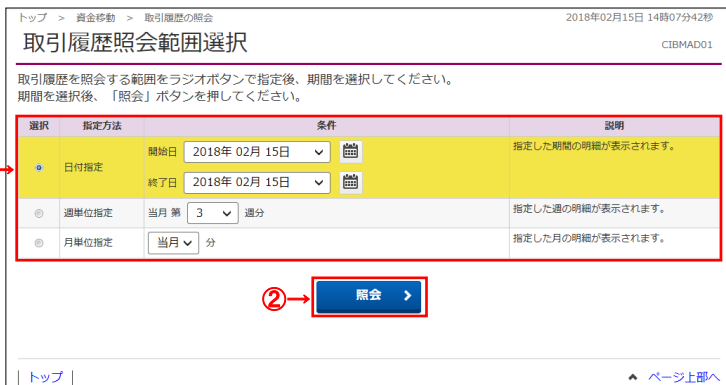 トップ > 資金移動 > 取引履歴の照会 2018年02月15日 14時07分42秒
取引履歴照会範囲選択 CIBMAD01
取引履歴を照会する範囲をラジオボタンで指定後、期間を選択してください。
期間を選択後、「照会」ボタンを押してください。
選択 指定方法 条件 説明
日付指定 開始日 2018年 02月 15日 指定した期間の明細が表示されます。
終了日 2018年 02月 15日
週単位指定 当月 第 3 週分 指定した週の明細が表示されます。
月単位指定 当月 分 指定した月の明細が表示されます。
② 照会
トップ | ページ上部へ